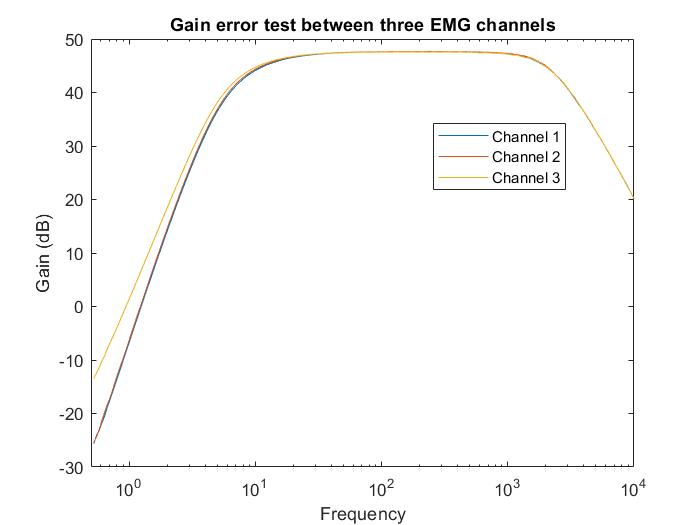 Gain error test between three EMG channels
50
40
30
20
10
0
-10
-20
-30
Gain (dB)
Channel 1
Channel 2
Channel 3
10^0
10^1
10^2
10^3
10^4
Frequency